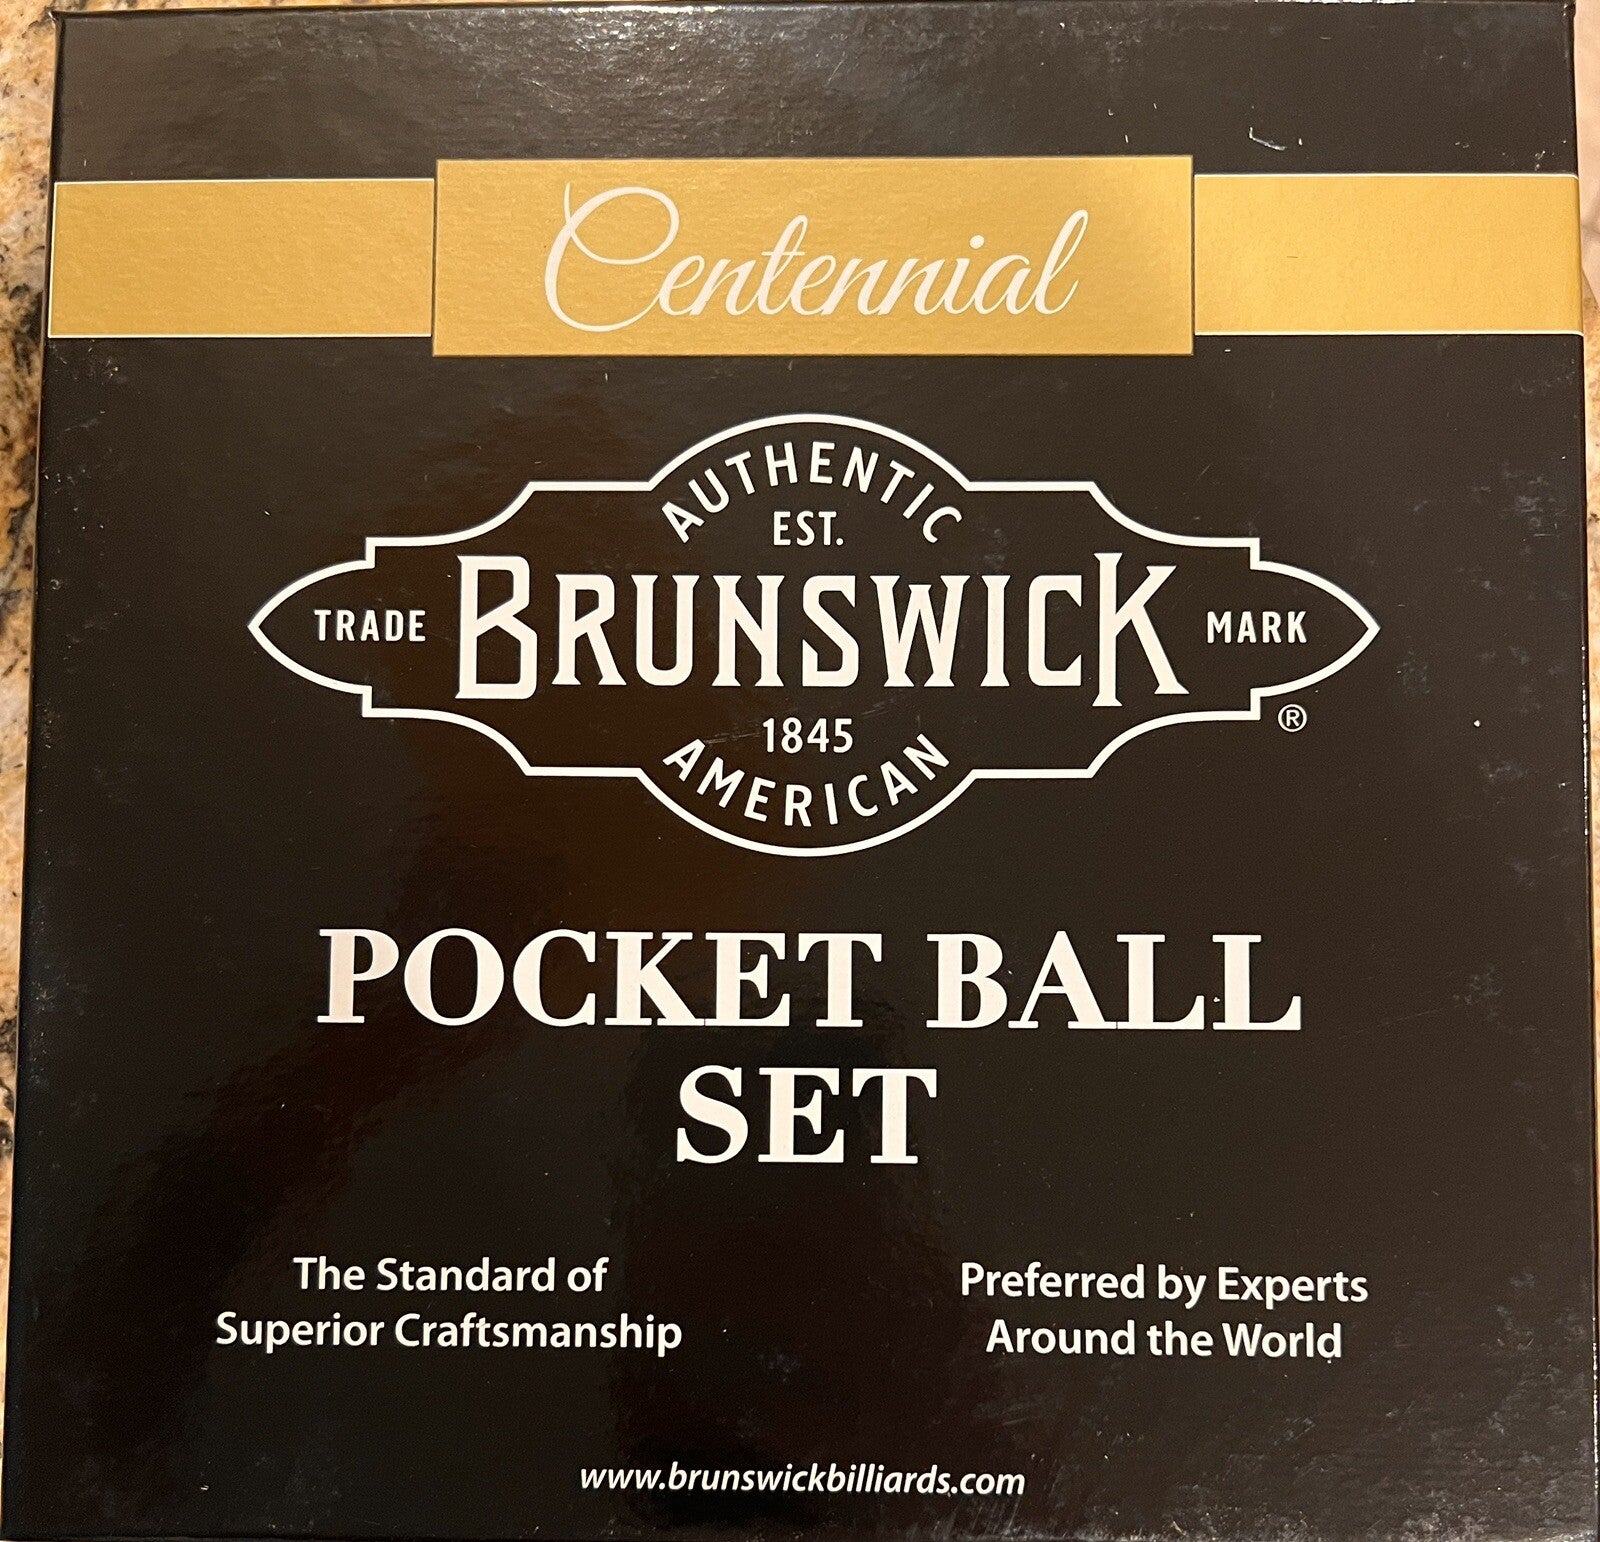 Centennial
AUTHENTIC
EST.
TRADE BRUNSWICK MARK
®
1845
AMERICAN
POCKET BALL
SET
The Standard of
Superior Craftsmanship
Preferred by Experts
Around the World
www.brunswickbilliards.com